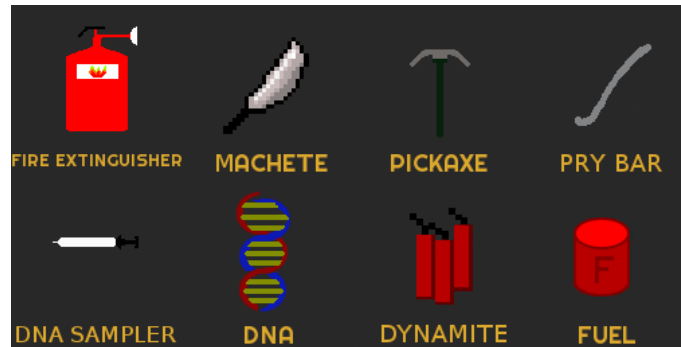 FIRE EXTINGUISHER
MACHETE
PICKAXE
PRY BAR
F
DNA SAMPLER
DNA
DYNAMITE
FUEL